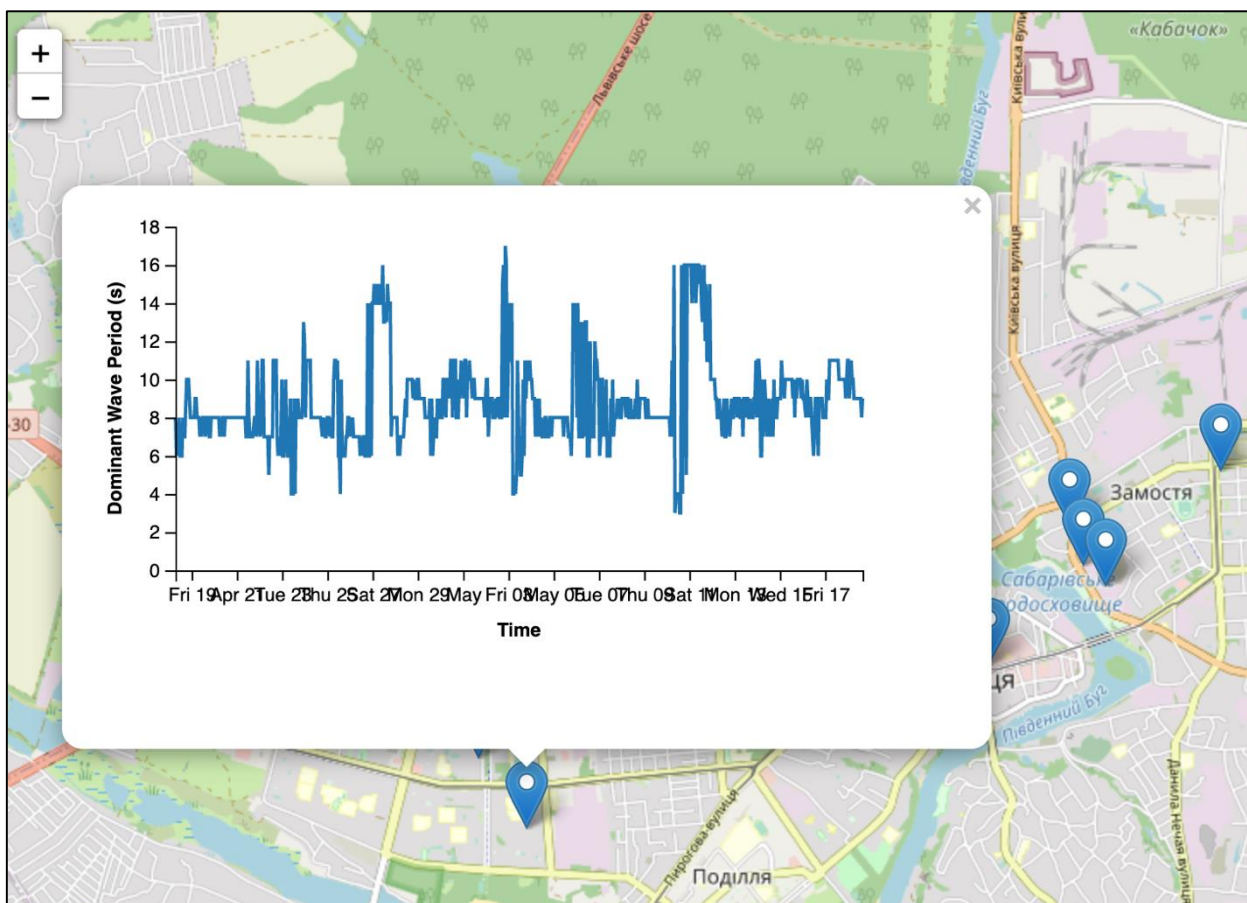 «Кабачок»
+
−
Львівське шосе
Київська вулиця
Південний Буг
Київська вулиця
×
18
16
14
12
10
8
6
4
2
0
Dominant Wave Period (s)
Fri 19 Apr 21 Tue 23 Thu 25 Sat 27 Mon 29 May Fri 03 May 05 Tue 07 Thu 09 Sat 11 Mon 13 Wed 15 Fri 17
Time
-30
Замостя
Сабарівське
водосховище
ця
Південний Буг
Данила Нечая вулиця
Пирогова вулиця
Поділля